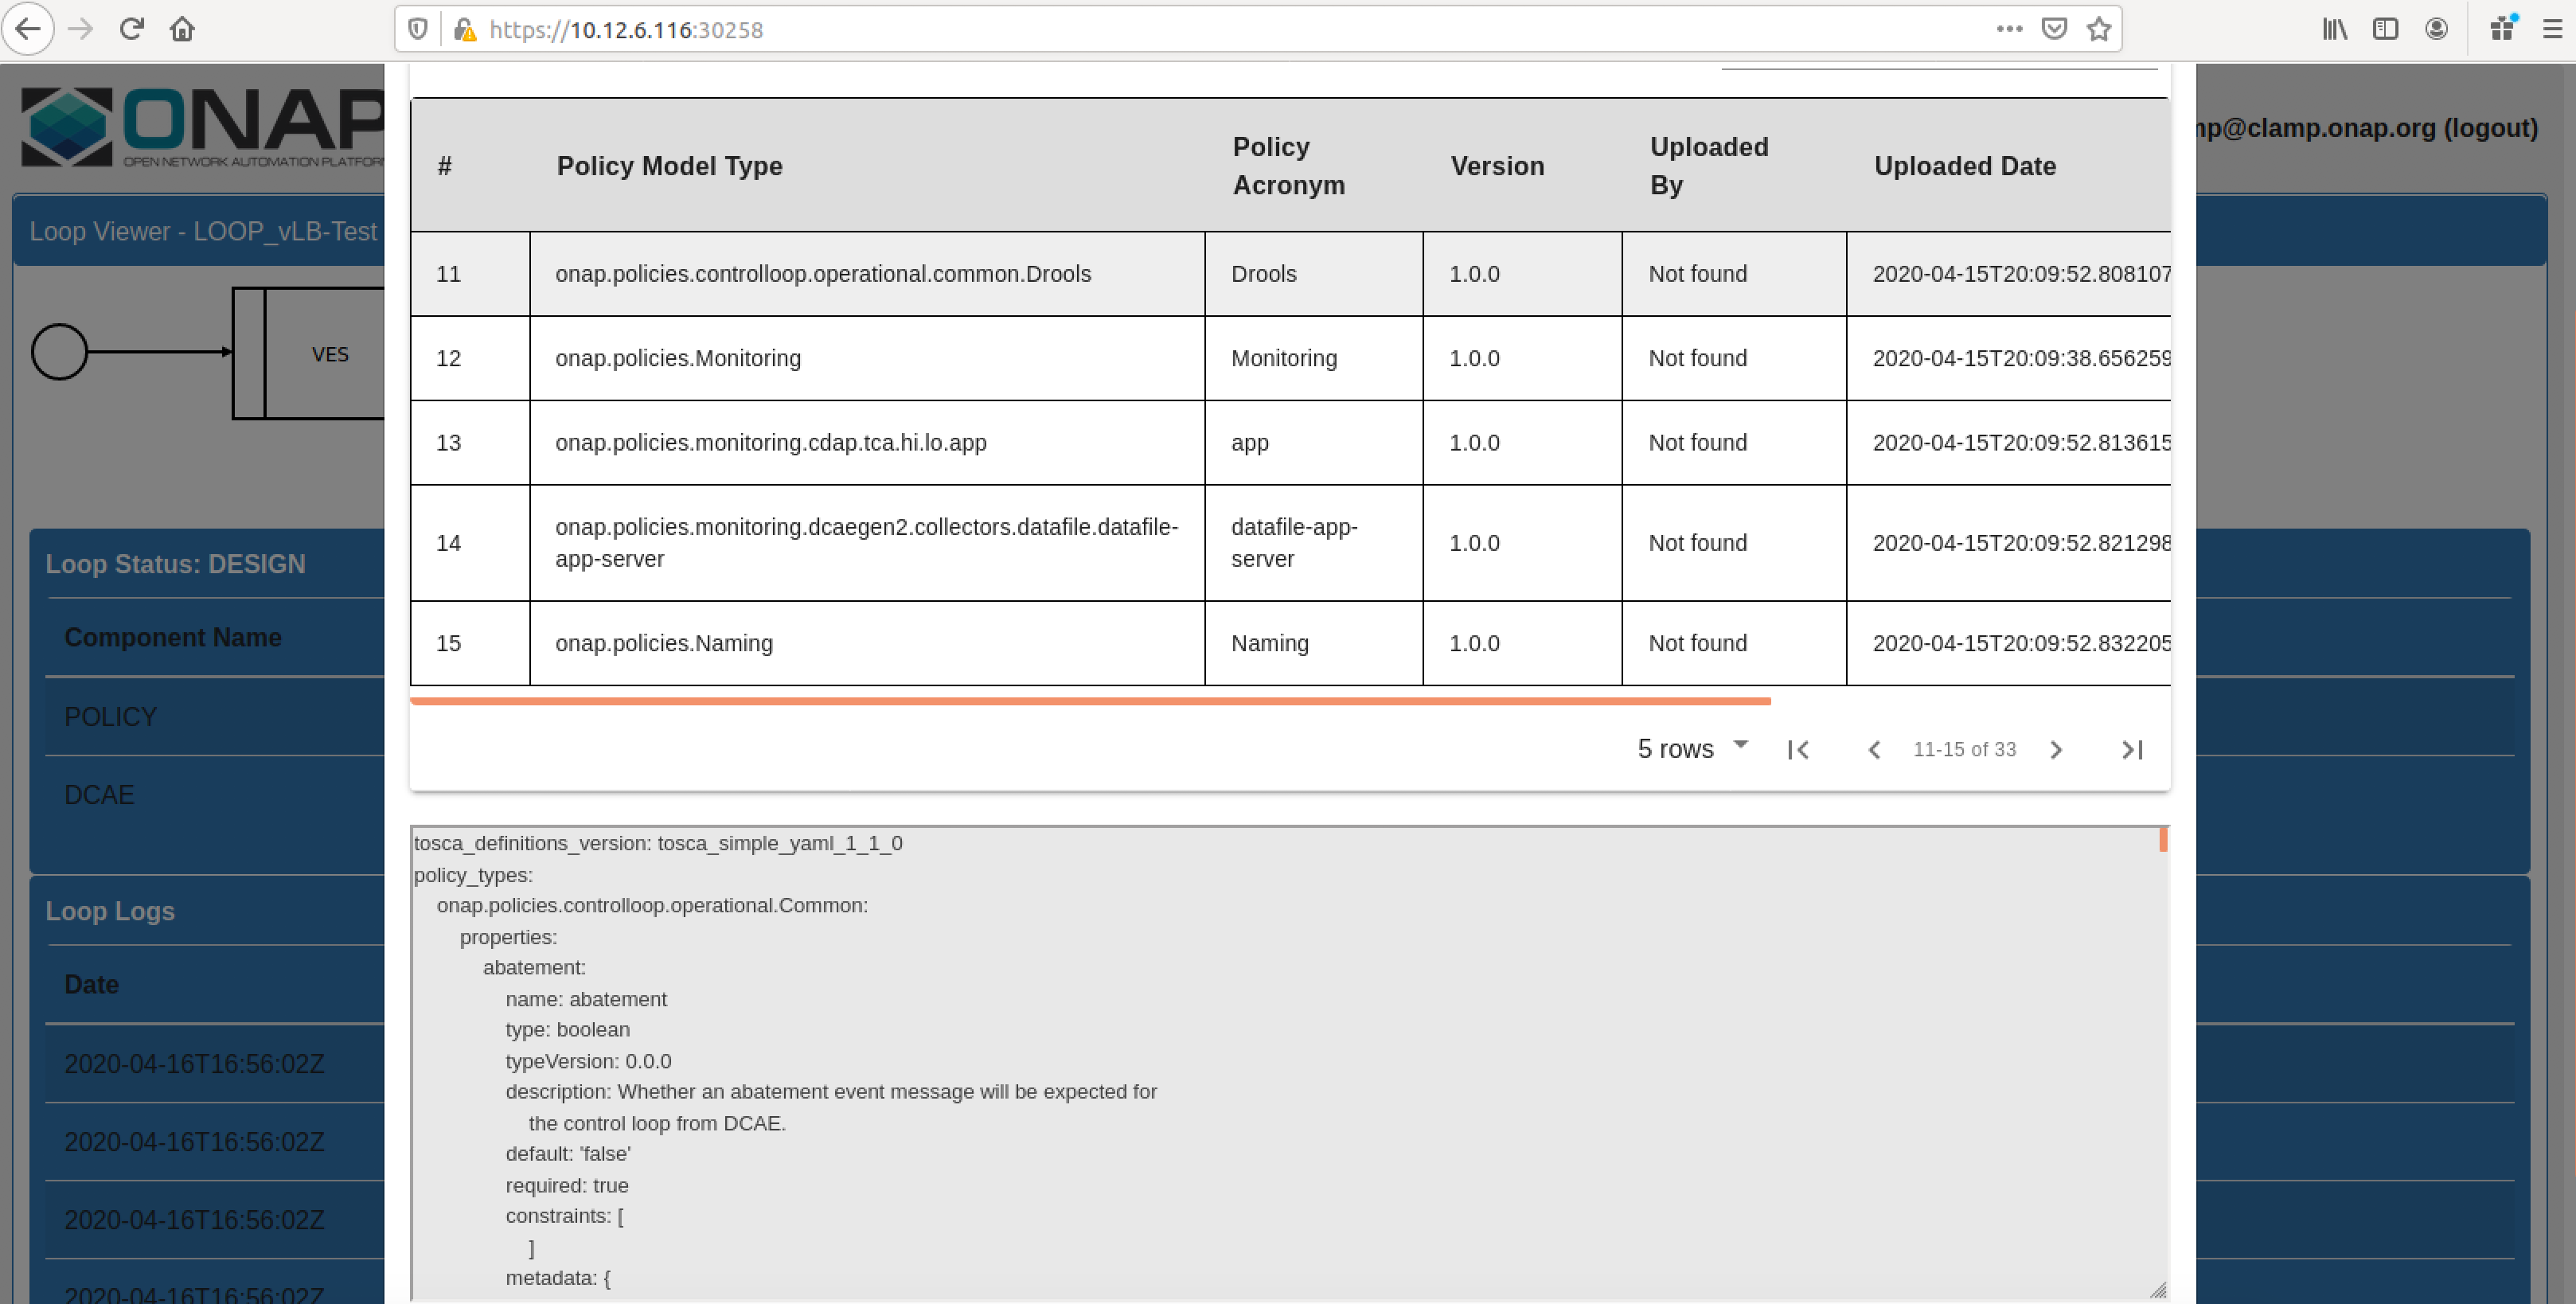 https://10.12.6.116:30258
ONAP
OPEN NETWORK AUTOMATION PLATFOR
mp@clamp.onap.org (logout)
Loop Viewer - LOOP_vLB-Test
VES
Loop Status: DESIGN
Component Name
POLICY
DCAE
Loop Logs
Date
2020-04-16T16:56:02Z
2020-04-16T16:56:02Z
2020-04-16T16:56:02Z
2020-04-16T16:56:02Z
# Policy Model Type Policy Acronym Version Uploaded By Uploaded Date
11 onap.policies.controlloop.operational.common.Drools Drools 1.0.0 Not found 2020-04-15T20:09:52.808107
12 onap.policies.Monitoring Monitoring 1.0.0 Not found 2020-04-15T20:09:38.656259
13 onap.policies.monitoring.cdap.tca.hi.lo.app app 1.0.0 Not found 2020-04-15T20:09:52.813615
14 onap.policies.monitoring.dcaegen2.collectors.datafile.datafile-app-server datafile-app-server 1.0.0 Not found 2020-04-15T20:09:52.821298
15 onap.policies.Naming Naming 1.0.0 Not found 2020-04-15T20:09:52.832205
5 rows 11-15 of 33
tosca_definitions_version: tosca_simple_yaml_1_1_0
policy_types:
onap.policies.controlloop.operational.Common:
properties:
abatement:
name: abatement
type: boolean
typeVersion: 0.0.0
description: Whether an abatement event message will be expected for
the control loop from DCAE.
default: 'false'
required: true
constraints: [
]
metadata: {